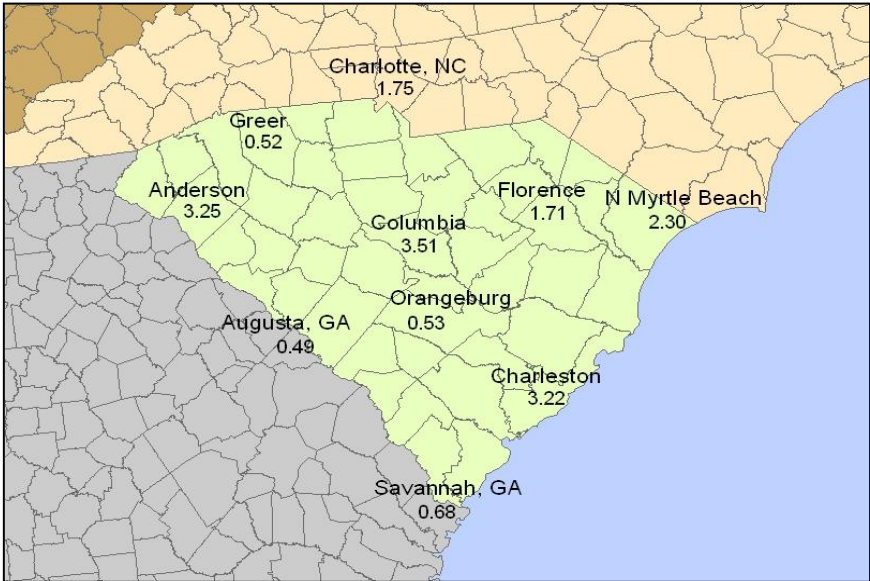 Charlotte, NC
1.75
Greer
0.52
Anderson
3.25
Florence
1.71
N Myrtle Beach
2.30
Columbia
3.51
Orangeburg
0.53
Augusta, GA
0.49
Charleston
3.22
Savannah, GA
0.68